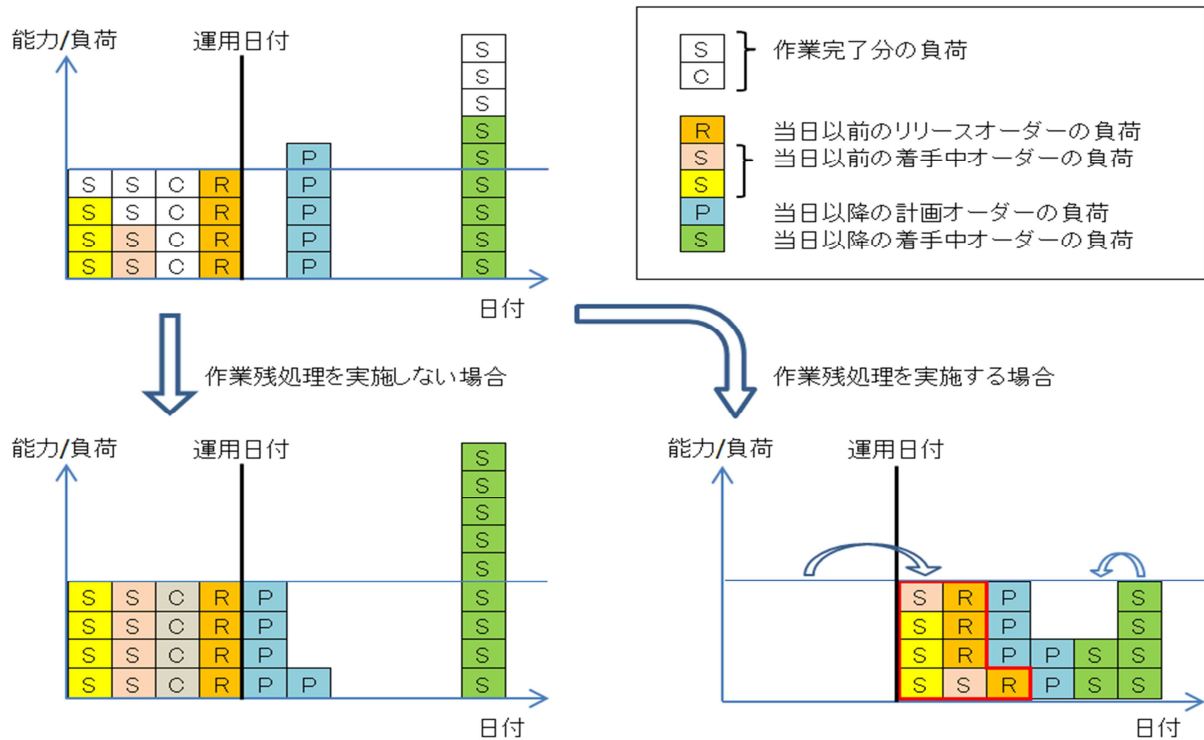 能力/負荷
運用日付
S
S
S
S
P S
S S C R P S
S S C R P S
S S C R P S
S S C R P S
日付
S
C
作業完了分の負荷
R 当日以前のリリースオーダーの負荷
S 当日以前の着手中オーダーの負荷
S
P 当日以降の計画オーダーの負荷
S 当日以降の着手中オーダーの負荷
作業残処理を実施しない場合
作業残処理を実施する場合
能力/負荷
運用日付
S
S
S
S
S
S S C R P S
S S C R P S
S S C R P S
S S C R P P S
日付
能力/負荷
運用日付
S R P S
S R P S
S R P P S S
S S R P S S
日付